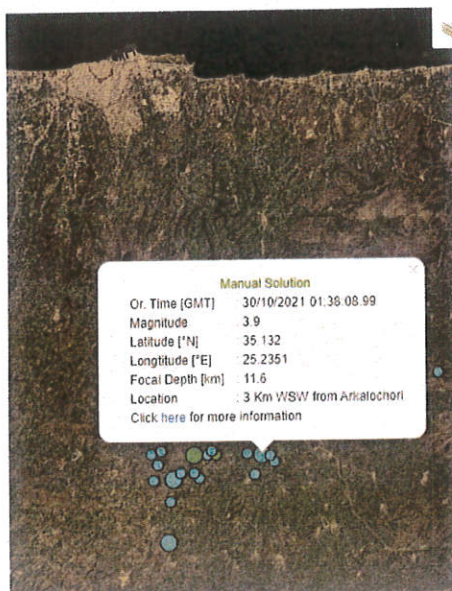 Manual Solution
Or. Time [GMT] 30/10/2021 01:38:08.99
Magnitude : 3.9
Latitude [°N] : 35.132
Longtitude [°E] : 25.2351
Focal Depth [km] : 11.6
Location : 3 Km WSW from Arkalochori
Click here for more information